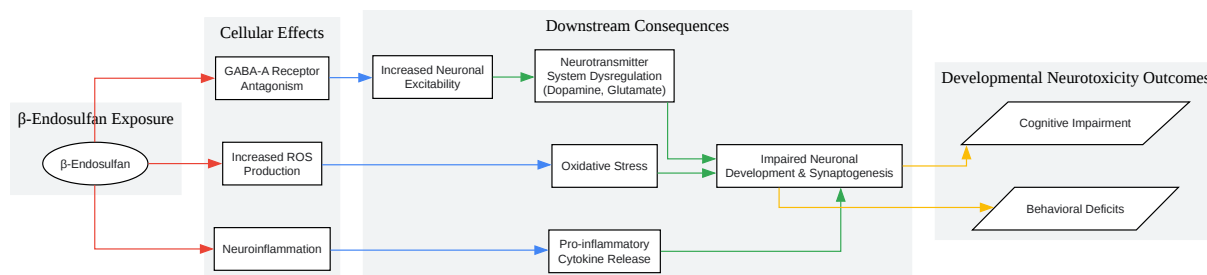 β-Endosulfan Exposure
β-Endosulfan
Cellular Effects
GABA-A Receptor
Antagonism
Increased ROS
Production
Neuroinflammation
Downstream Consequences
Increased Neuronal
Excitability
Neurotransmitter
System Dysregulation
(Dopamine, Glutamate)
Oxidative Stress
Pro-inflammatory
Cytokine Release
Impaired Neuronal
Development & Synaptogenesis
Developmental Neurotoxicity Outcomes
Cognitive Impairment
Behavioral Deficits